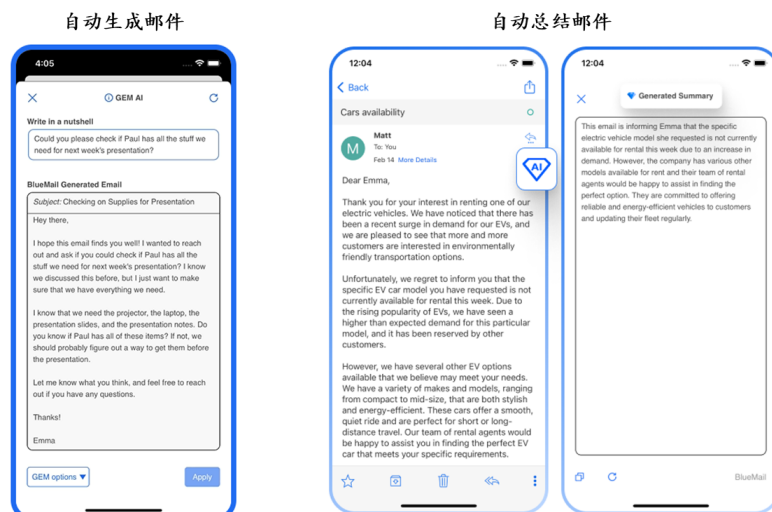 自动生成邮件
自动总结邮件
4:05
GEM AI
Write in a nutshell
Could you please check if Paul has all the stuff we
need for next week's presentation?
BlueMail Generated Email
Subject: Checking on Supplies for Presentation
Hey there,
I hope this email finds you well! I wanted to reach
out and ask if you could check if Paul has all the
stuff we need for next week's presentation? I know
we discussed this before, but I just want to make
sure that we have everything we need.
I know that we need the projector, the laptop, the
presentation slides, and the presentation notes. Do
you know if Paul has all of these items? If not, we
should probably figure out a way to get them before
the presentation.
Let me know what you think, and feel free to reach
out if you have any questions.
Thanks!
Emma
GEM options ▼
Apply
12:04
Back
Cars availability
M
Matt
To: You
Feb 14 More Details
AI
Dear Emma,
Thank you for your interest in renting one of our
electric vehicles. We have noticed that there has
been a recent surge in demand for our EVs, and
we are pleased to see that more and more
customers are interested in environmentally
friendly transportation options.
Unfortunately, we regret to inform you that the
specific EV car model you have requested is not
currently available for rental this week. Due to
the rising popularity of EVs, we have seen a
higher than expected demand for this particular
model, and it has been reserved by other
customers.
However, we have several other EV options
available that we believe may meet your needs.
We have a variety of makes and models, ranging
from compact to mid-size, that are both stylish
and energy-efficient. These cars offer a smooth,
quiet ride and are perfect for short or long-
distance travel. Our team of rental agents would
be happy to assist you in finding the perfect EV
car that meets your specific requirements.
12:04
Generated Summary
This email is informing Emma that the specific
electric vehicle model she requested is not currently
available for rental this week due to an increase in
demand. However, the company has various other
models available for rent and their team of rental
agents would be happy to assist in finding the
perfect option. They are committed to offering
reliable and energy-efficient vehicles to customers
and updating their fleet regularly.
BlueMail